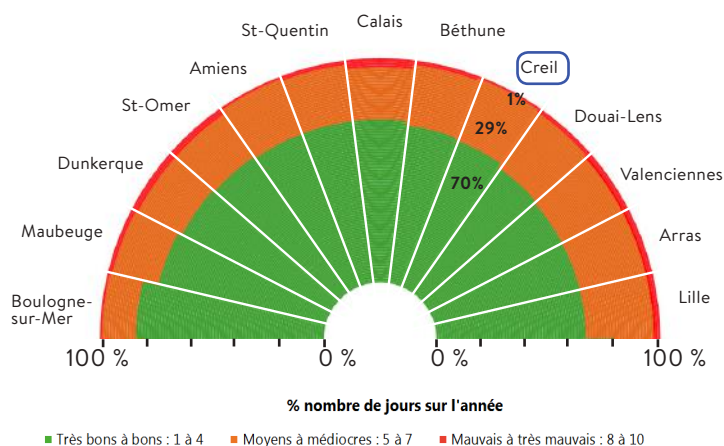 Calais
St-Quentin
Béthune
Amiens
Creil
St-Omer
1%
Douai-Lens
29%
Dunkerque
70%
Valenciennes
Maubeuge
Arras
Boulogne-
sur-Mer
Lille
100 %
0 %
0 %
100 %
% nombre de jours sur l'année
Très bons à bons : 1 à 4
Moyens à médiocres : 5 à 7
Mauvais à très mauvais : 8 à 10